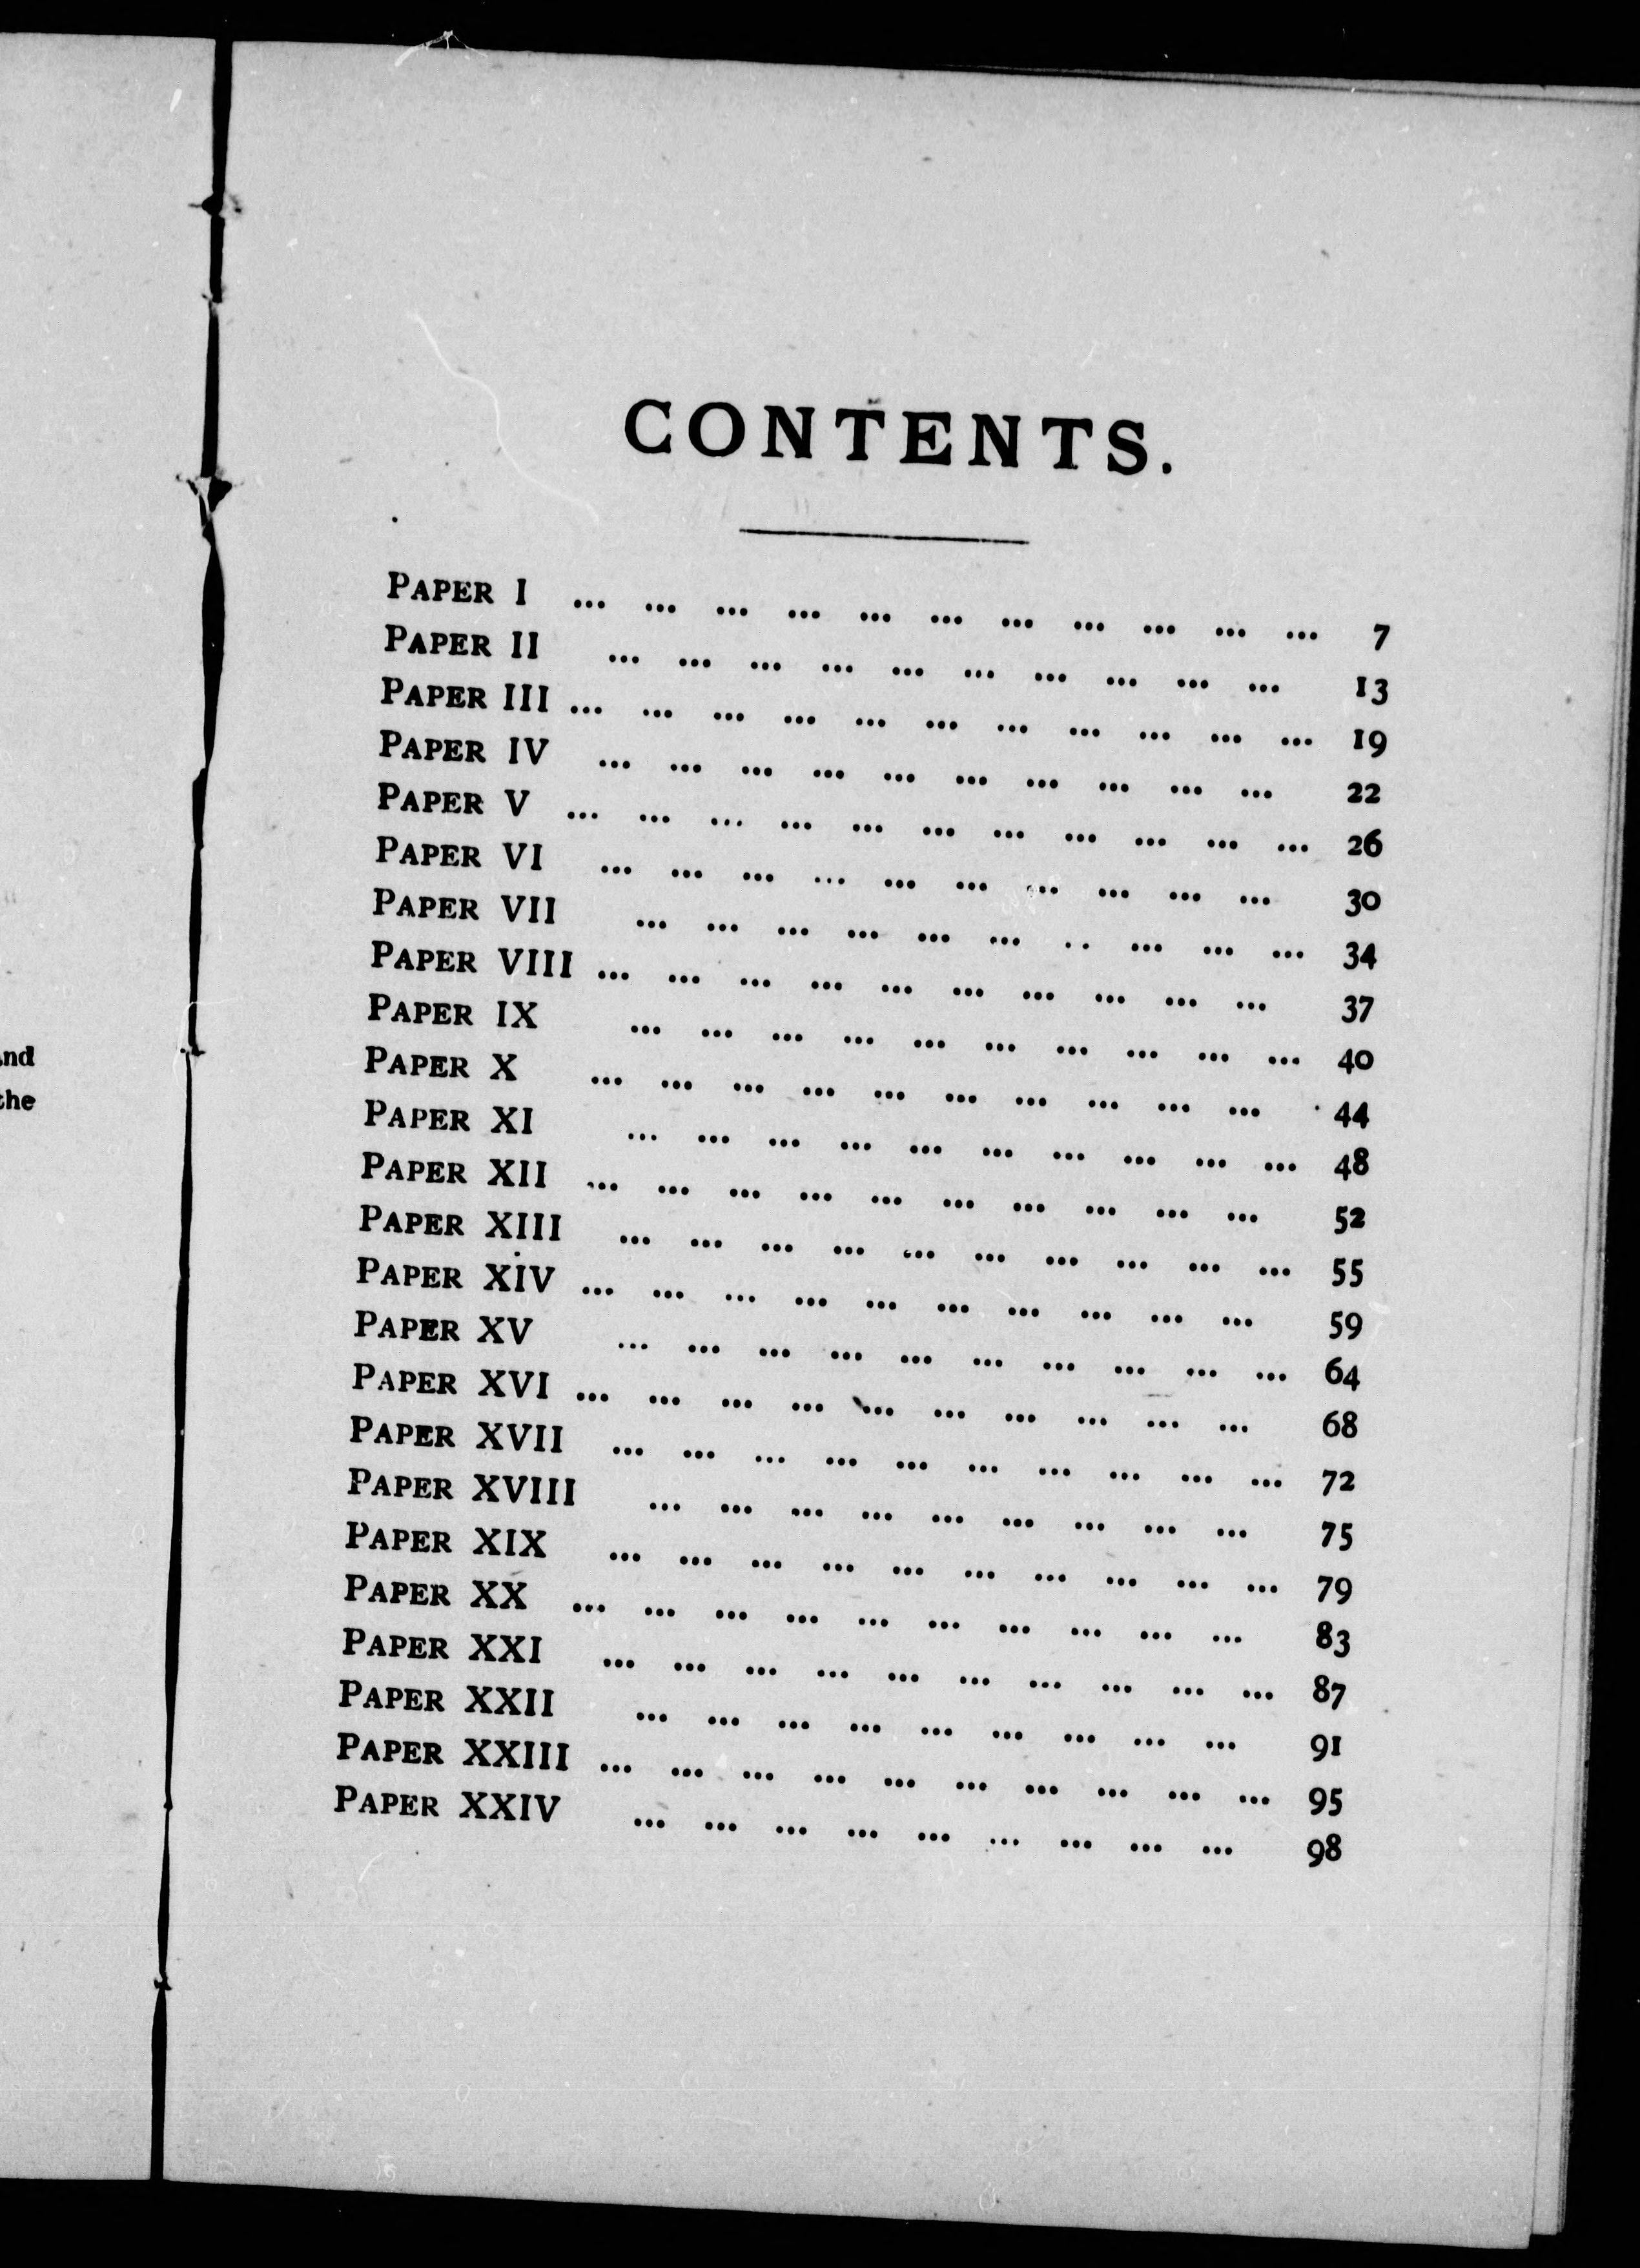 CONTENTS.
PAPER I ... ... ... ... ... ... ... ... ... ... ... 7
PAPER II ... ... ... ... ... ... ... ... ... ... 13
PAPER III ... ... ... ... ... ... ... ... ... ... ... 19
PAPER IV ... ... ... ... ... ... ... ... ... ... 22
PAPER V ... ... ... ... ... ... ... ... ... ... ... 26
PAPER VI ... ... ... ... ... ... ... ... ... ... 30
PAPER VII ... ... ... ... ... ... .. ... ... ... 34
PAPER VIII ... ... ... ... ... ... ... ... ... ... 37
PAPER IX ... ... ... ... ... ... ... ... ... ... 40
PAPER X ... ... ... ... ... ... ... ... ... ... 44
PAPER XI ... ... ... ... ... ... ... ... ... ... 48
PAPER XII ... ... ... ... ... ... ... ... ... ... 52
PAPER XIII ... ... ... ... ... ... ... ... ... ... 55
PAPER XIV ... ... ... ... ... ... ... ... ... ... 59
PAPER XV ... ... ... ... ... ... ... ... ... ... 64
PAPER XVI ... ... ... ... ... ... ... ... ... ... 68
PAPER XVII ... ... ... ... ... ... ... ... ... ... 72
PAPER XVIII ... ... ... ... ... ... ... ... ... 75
PAPER XIX ... ... ... ... ... ... ... ... ... ... 79
PAPER XX ... ... ... ... ... ... ... ... ... ... 83
PAPER XXI ... ... ... ... ... ... ... ... ... ... 87
PAPER XXII ... ... ... ... ... ... ... ... ... 91
PAPER XXIII ... ... ... ... ... ... ... ... ... ... 95
PAPER XXIV ... ... ... ... ... ... ... ... ... 98